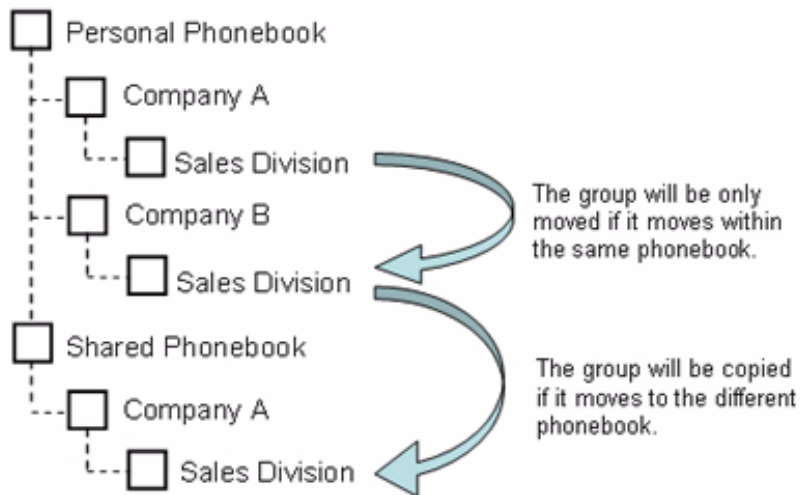 Personal Phonebook
Company A
Sales Division
Company B
Sales Division
Shared Phonebook
Company A
Sales Division
The group will be only
moved if it moves within
the same phonebook.
The group will be copied
if it moves to the different
phonebook.